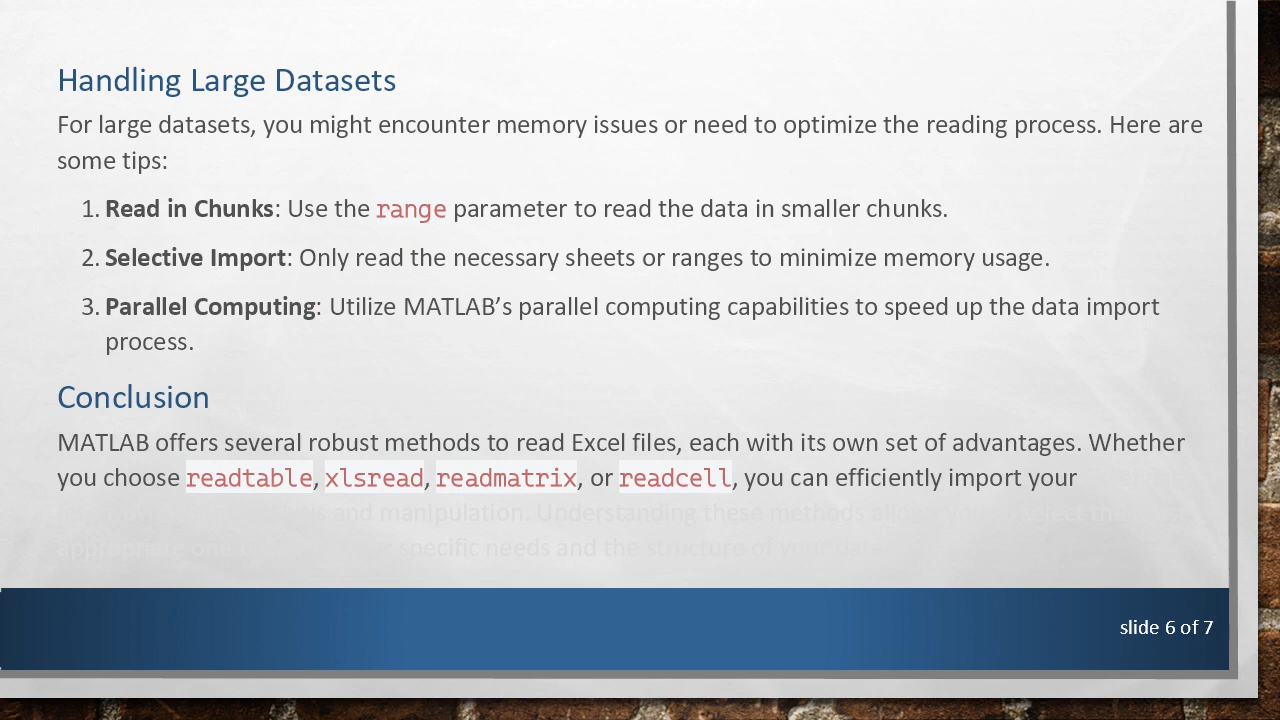 Handling Large Datasets
For large datasets, you might encounter memory issues or need to optimize the reading process. Here are
some tips:
1. Read in Chunks: Use the range parameter to read the data in smaller chunks.
2. Selective Import: Only read the necessary sheets or ranges to minimize memory usage.
3. Parallel Computing: Utilize MATLAB’s parallel computing capabilities to speed up the data import
process.
Conclusion
MATLAB offers several robust methods to read Excel files, each with its own set of advantages. Whether
you choose readtable, xlsread, readmatrix, or readcell, you can efficiently import your
and manipulation. Understanding these methods
appropriate one specific needs and the structure of your
slide 6 of 7